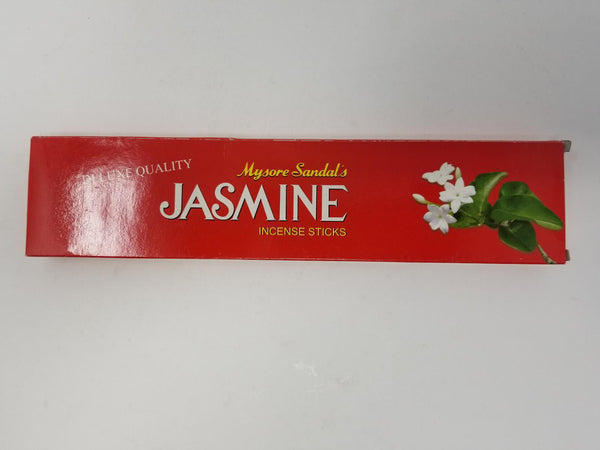 DELUXE QUALITY
Mysore Sandal's
JASMINE
INCENSE STICKS